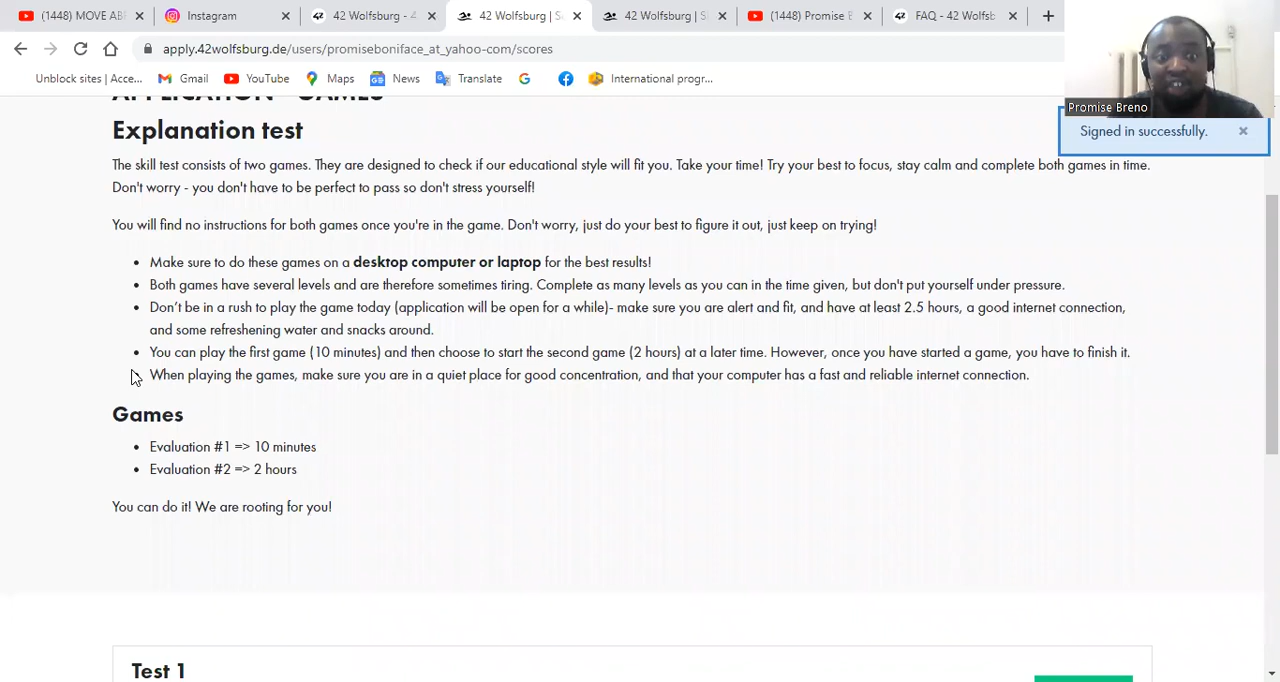 (1448) MOVE AB
Instagram
42 Wolfsburg - 4
42 Wolfsburg | S
42 Wolfsburg | S
(1448) Promise B
FAQ - 42 Wolfsb
apply.42wolfsburg.de/users/promiseboniface_at_yahoo-com/scores
Unblock sites | Acce...
Gmail
YouTube
Maps
News
Translate
International progr...
Promise Breno
Signed in successfully.
APPLICATION - GAMES
Explanation test
The skill test consists of two games. They are designed to check if our educational style will fit you. Take your time! Try your best to focus, stay calm and complete both games in time.
Don't worry - you don't have to be perfect to pass so don't stress yourself!
You will find no instructions for both games once you're in the game. Don't worry, just do your best to figure it out, just keep on trying!
• Make sure to do these games on a desktop computer or laptop for the best results!
• Both games have several levels and are therefore sometimes tiring. Complete as many levels as you can in the time given, but don't put yourself under pressure.
• Don't be in a rush to play the game today (application will be open for a while)- make sure you are alert and fit, and have at least 2.5 hours, a good internet connection,
and some refreshening water and snacks around.
• You can play the first game (10 minutes) and then choose to start the second game (2 hours) at a later time. However, once you have started a game, you have to finish it.
• When playing the games, make sure you are in a quiet place for good concentration, and that your computer has a fast and reliable internet connection.
Games
• Evaluation #1 => 10 minutes
• Evaluation #2 => 2 hours
You can do it! We are rooting for you!
Test 1